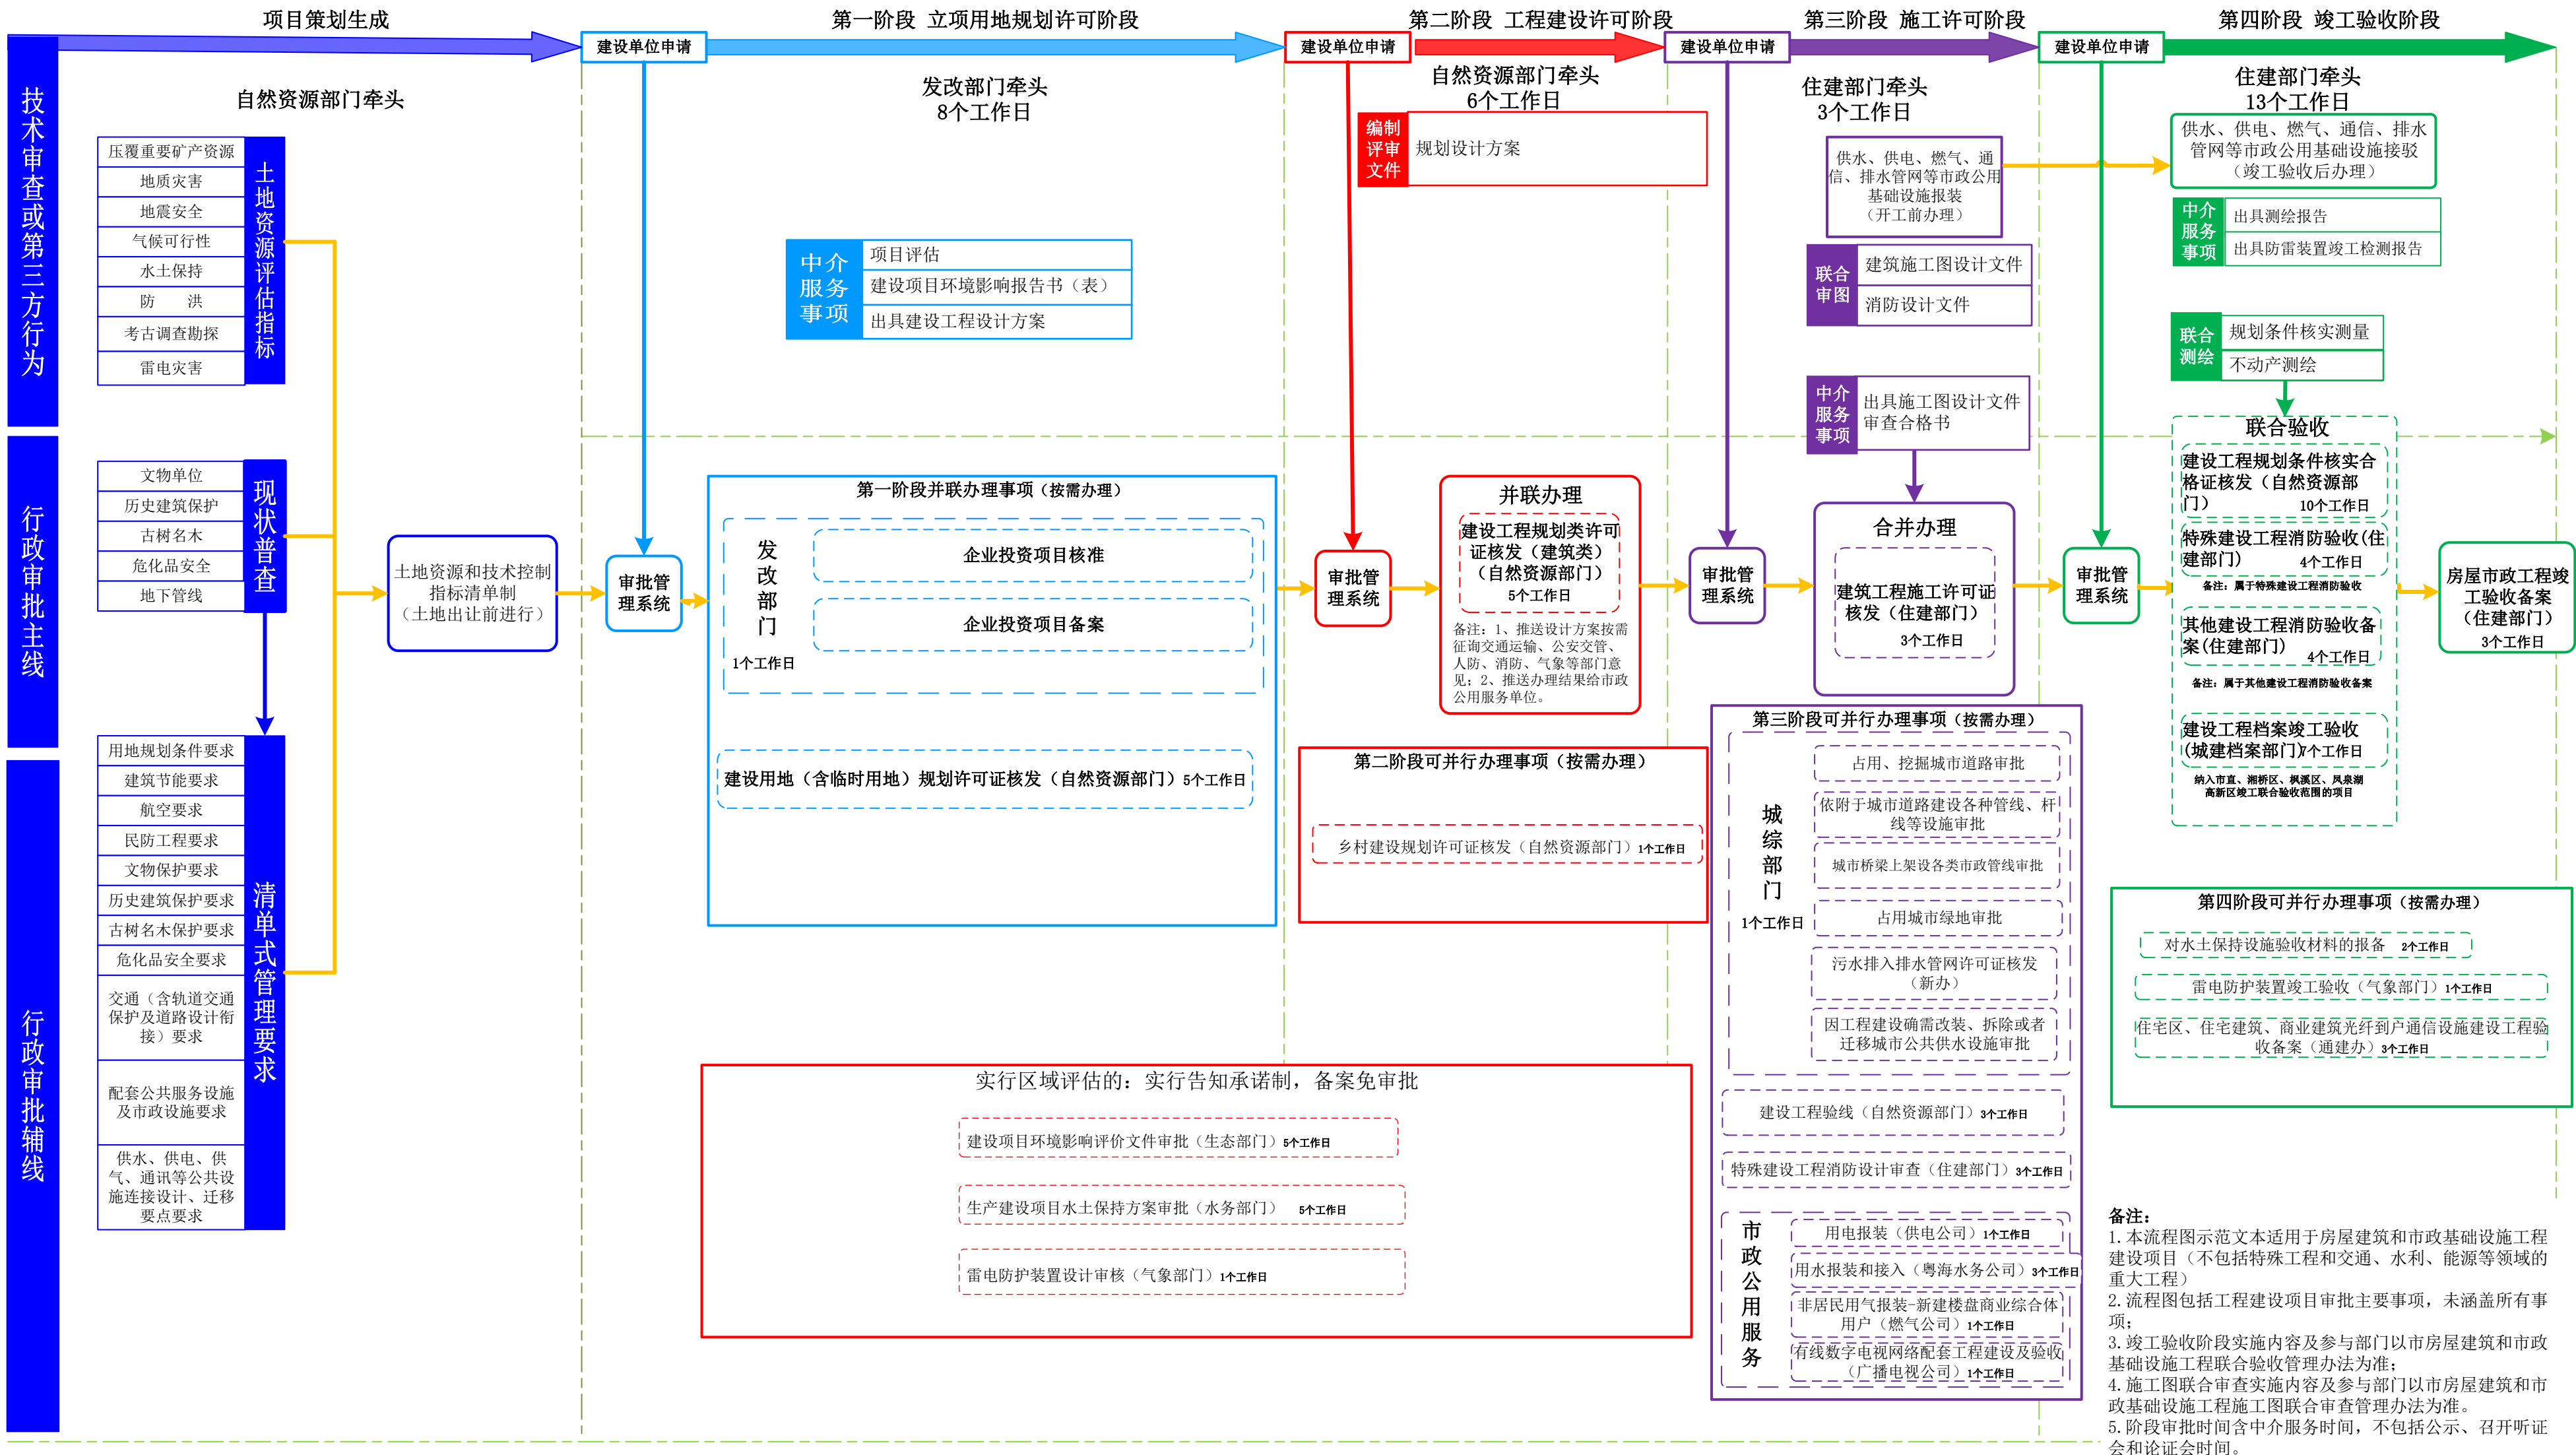 项目策划生成
第一阶段 立项用地规划许可阶段
第二阶段 工程建设许可阶段
第三阶段 施工许可阶段
第四阶段 竣工验收阶段
建设单位申请
建设单位申请
建设单位申请
建设单位申请
技术审查或第三方行为
行政审批主线
行政审批辅线
自然资源部门牵头
压覆重要矿产资源
地质灾害
地震安全
气候可行性
水土保持
防 洪
考古调查勘探
雷电灾害
土地资源评估指标
文物单位
历史建筑保护
古树名木
危化品安全
地下管线
现状普查
用地规划条件要求
建筑节能要求
航空要求
民防工程要求
文物保护要求
历史建筑保护要求
古树名木保护要求
危化品安全要求
交通（含轨道交通
保护及道路设计衔
接）要求
配套公共服务设施
及市政设施要求
供水、供电、供
气、通讯等公共设
施连接设计、迁移
要点要求
清单式管理要求
土地资源和技术控制
指标清单制
（土地出让前进行）
发改部门牵头
8个工作日
中介
服务
事项
项目评估
建设项目环境影响报告书（表）
出具建设工程设计方案
审批管
理系统
第一阶段并联办理事项（按需办理）
发改部门
1个工作日
企业投资项目核准
企业投资项目备案
建设用地（含临时用地）规划许可证核发（自然资源部门）5个工作日
自然资源部门牵头
6个工作日
编制
评审
文件
规划设计方案
审批管
理系统
并联办理
建设工程规划类许可
证核发（建筑类）
（自然资源部门）
5个工作日
备注：1、推送设计方案按需
征询交通运输、公安交管、
人防、消防、气象等部门意
见；2、推送办理结果给市政
公用服务单位。
第二阶段可并行办理事项（按需办理）
乡村建设规划许可证核发（自然资源部门）1个工作日
实行区域评估的：实行告知承诺制，备案免审批
建设项目环境影响评价文件审批（生态部门）5个工作日
生产建设项目水土保持方案审批（水务部门） 5个工作日
雷电防护装置设计审核（气象部门）1个工作日
住建部门牵头
3个工作日
供水、供电、燃气、通
信、排水管网等市政公用
基础设施报装
（开工前办理）
联合
审图
建筑施工图设计文件
消防设计文件
中介
服务
事项
出具施工图设计文件
审查合格书
审批管
理系统
合并办理
建筑工程施工许可证
核发（住建部门）
3个工作日
第三阶段可并行办理事项（按需办理）
城综部门
1个工作日
占用、挖掘城市道路审批
依附于城市道路建设各种管线、杆
线等设施审批
城市桥梁上架设各类市政管线审批
占用城市绿地审批
污水排入排水管网许可证核发
（新办）
因工程建设确需改装、拆除或者
迁移城市公共供水设施审批
建设工程验线（自然资源部门）3个工作日
特殊建设工程消防设计审查（住建部门）3个工作日
市政公用服务
用电报装（供电公司）1个工作日
用水报装和接入（粤海水务公司）3个工作日
非居民用气报装-新建楼盘商业综合体
用户（燃气公司）1个工作日
有线数字电视网络配套工程建设及验收
（广播电视公司）1个工作日
住建部门牵头
13个工作日
供水、供电、燃气、通信、排水
管网等市政公用基础设施接驳
（竣工验收后办理）
中介
服务
事项
出具测绘报告
出具防雷装置竣工检测报告
联合
测绘
规划条件核实测量
不动产测绘
审批管
理系统
联合验收
建设工程规划条件核实合
格证核发（自然资源部
门） 10个工作日
特殊建设工程消防验收(住
建部门) 4个工作日
备注：属于特殊建设工程消防验收
其他建设工程消防验收备
案(住建部门) 4个工作日
备注：属于其他建设工程消防验收备案
建设工程档案竣工验收
(城建档案部门)7个工作日
纳入市直、湘桥区、枫溪区、凤泉湖
高新区竣工联合验收范围的项目
房屋市政工程竣
工验收备案
（住建部门）
3个工作日
第四阶段可并行办理事项（按需办理）
对水土保持设施验收材料的报备 2个工作日
雷电防护装置竣工验收（气象部门）1个工作日
住宅区、住宅建筑、商业建筑光纤到户通信设施建设工程验
收备案（通建办）3个工作日
备注：
1.本流程图示范文本适用于房屋建筑和市政基础设施工程
建设项目（不包括特殊工程和交通、水利、能源等领域的
重大工程）
2.流程图包括工程建设项目审批主要事项，未涵盖所有事
项；
3.竣工验收阶段实施内容及参与部门以市房屋建筑和市政
基础设施工程联合验收管理办法为准；
4.施工图联合审查实施内容及参与部门以市房屋建筑和市
政基础设施工程施工图联合审查管理办法为准。
5.阶段审批时间含中介服务时间，不包括公示、召开听证
会和论证会时间。